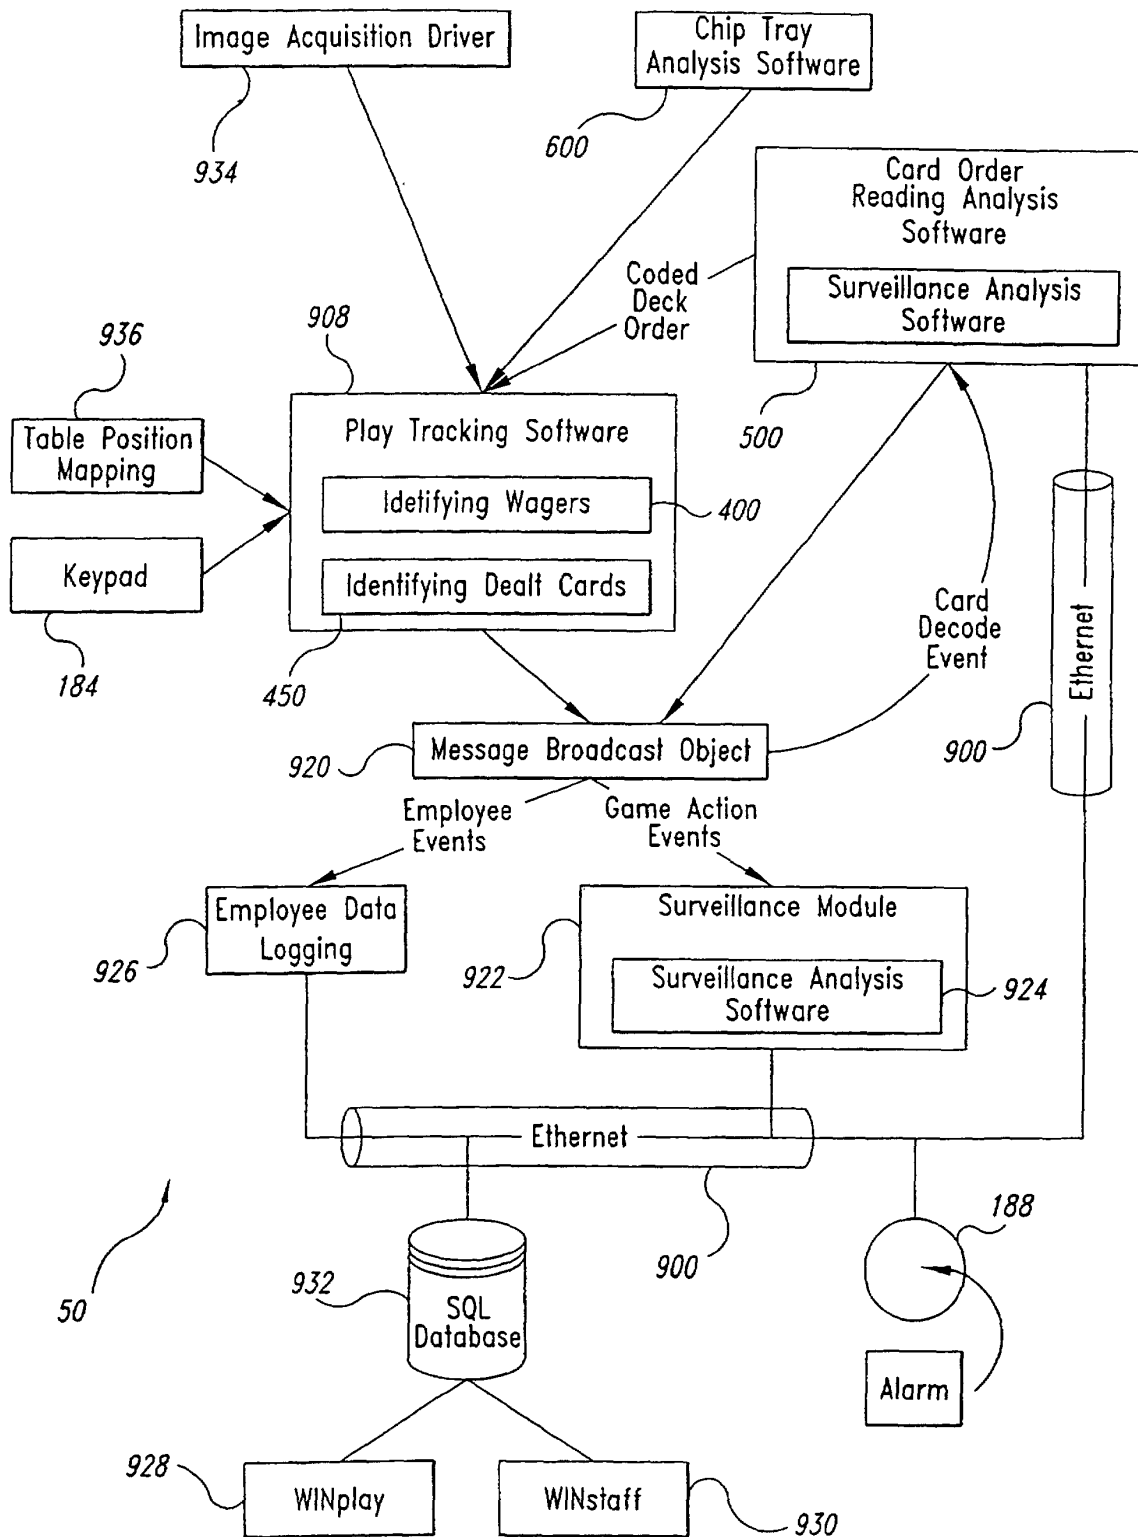 Image Acquisition Driver
934
Chip Tray
Analysis Software
600
Card Order
Reading Analysis
Software
Surveillance Analysis
Software
500
Coded
Deck
Order
936
Table Position
Mapping
Keypad
184
908
Play Tracking Software
Idetifying Wagers
400
Identifying Dealt Cards
450
Card
Decode
Event
Ethernet
900
920
Message Broadcast Object
Employee
Events
Game Action
Events
Employee Data
Logging
926
Surveillance Module
922
Surveillance Analysis
Software
924
Ethernet
900
50
932
SQL
Database
188
Alarm
928
WINplay
WINstaff
930